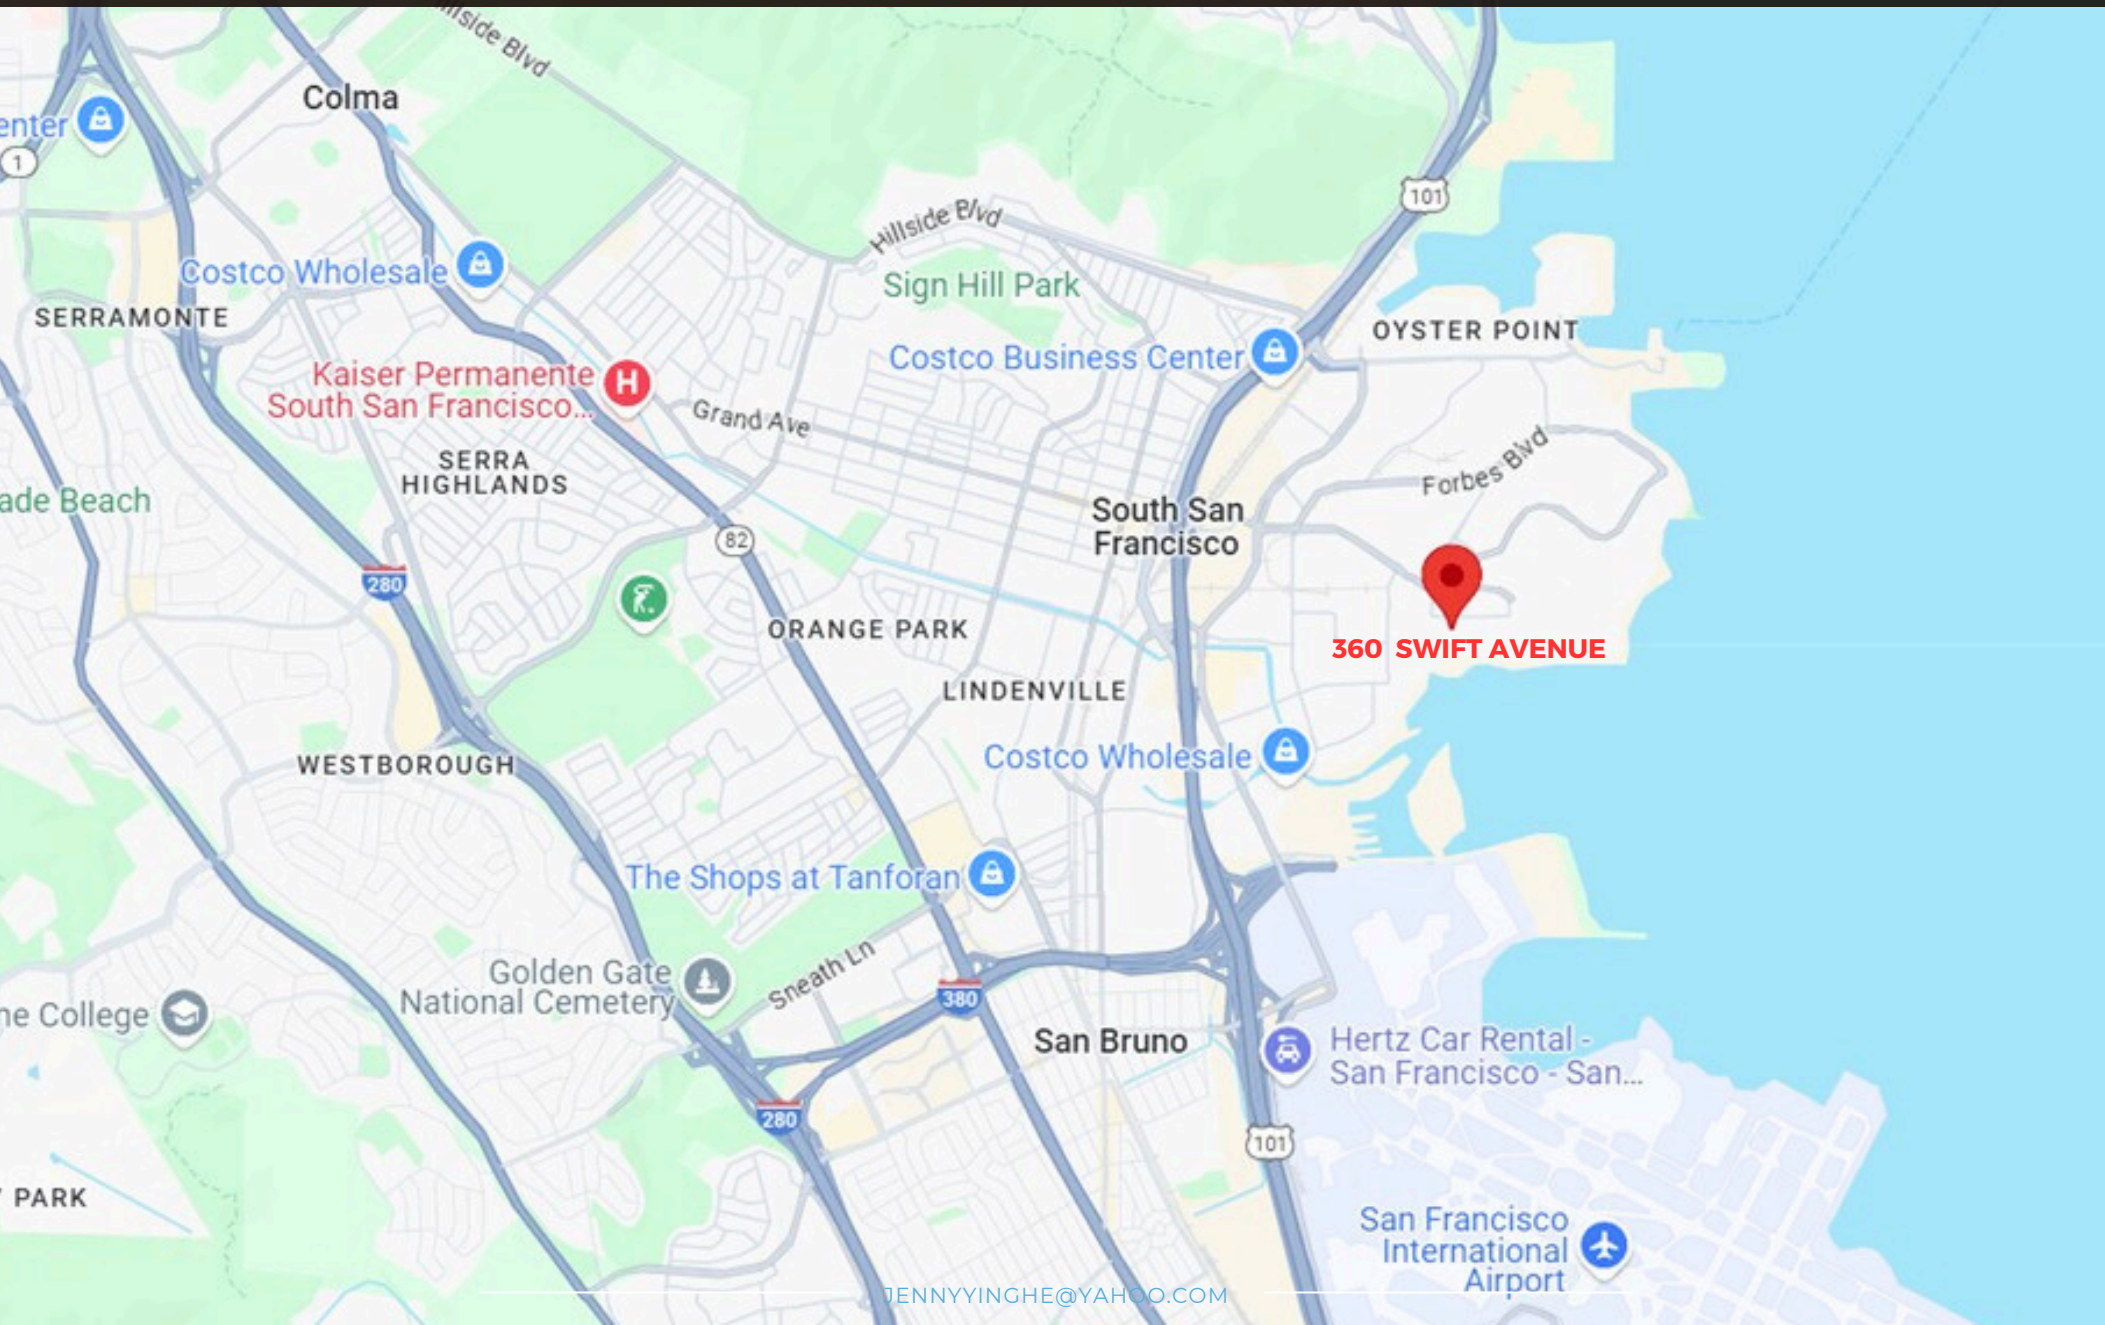 Hillside Blvd
Colma
enter
1
101
Hillside Blvd
Costco Wholesale
Sign Hill Park
SERRAMONTE
OYSTER POINT
Costco Business Center
Kaiser Permanente
South San Francisco...
H
Grand Ave
Forbes Blvd
SERRA
HIGHLANDS
ade Beach
South San
Francisco
82
280
ORANGE PARK
360 SWIFT AVENUE
LINDENVILLE
WESTBOROUGH
Costco Wholesale
The Shops at Tanforan
Sneath Ln
Golden Gate
National Cemetery
380
ne College
San Bruno
Hertz Car Rental -
San Francisco - San...
280
101
PARK
San Francisco
International
Airport
JENNYYINGHE@YAHOO.COM